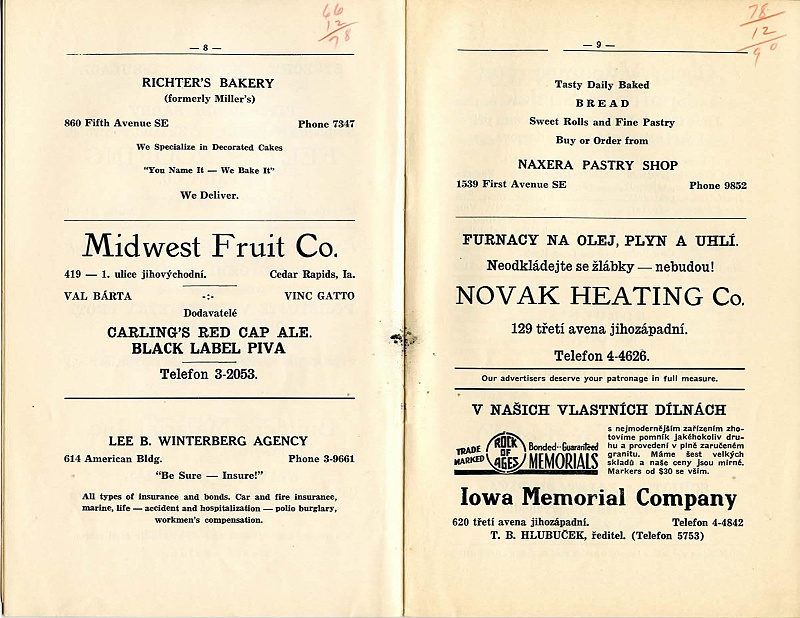 66
12
78
— 8 —
RICHTER'S BAKERY
(formerly Miller's)
860 Fifth Avenue SE Phone 7347
We Specialize in Decorated Cakes
"You Name It — We Bake It"
We Deliver.
Midwest Fruit Co.
419 — 1. ulice jihovýchodní. Cedar Rapids, Ia.
VAL BÁRTA -:- VINC GATTO
Dodavatelé
CARLING'S RED CAP ALE.
BLACK LABEL PIVA
Telefon 3-2053.
LEE B. WINTERBERG AGENCY
614 American Bldg. Phone 3-9661
"Be Sure — Insure!"
All types of insurance and bonds. Car and fire insurance,
marine, life — accident and hospitalization — polio burglary,
workmen's compensation.
78
12
90
— 9 —
Tasty Daily Baked
BREAD
Sweet Rolls and Fine Pastry
Buy or Order from
NAXERA PASTRY SHOP
1539 First Avenue SE Phone 9852
FURNACY NA OLEJ, PLYN A UHLÍ.
Neodkládejte se žlábky — nebudou!
NOVAK HEATING Co.
129 třetí avena jihozápadní.
Telefon 4-4626.
Our advertisers deserve your patronage in full measure.
V NAŠICH VLASTNÍCH DÍLNÁCH
TRADE MARKED
ROCK OF AGES
Bonded - Guaranteed
MEMORIALS
s nejmodernějším zařízením zho-
tovíme pomník jakéhokoliv dru-
hu a provedení v plně zaručeném
granitu. Máme šest velkých
skladů a naše ceny jsou mírné.
Markers od $30 se vším.
Iowa Memorial Company
620 třetí avena jihozápadní. Telefon 4-4842
T. B. HLUBUČEK, ředitel. (Telefon 5753)